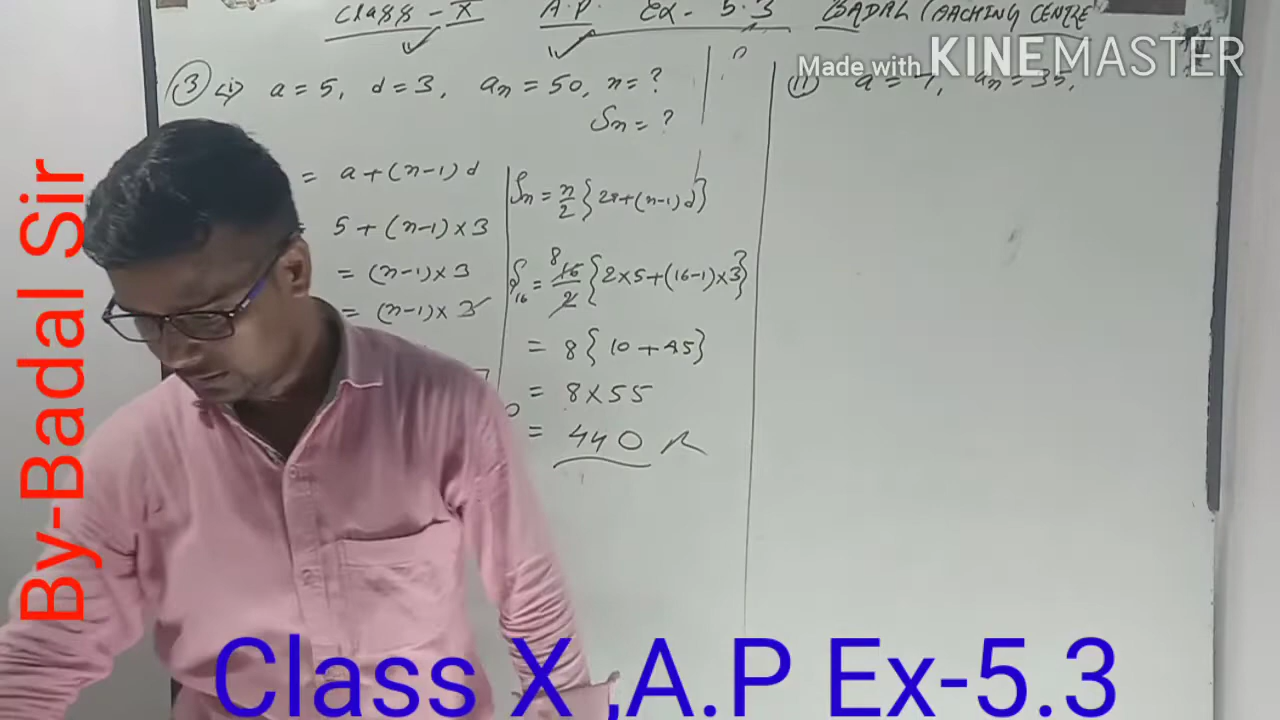 Class - X A.P. Ex - 5.3 BADAL COACHING CENTRE
Made with KINEMASTER
③ (i) a = 5, d = 3, an = 50, n = ?
Sn = ?
= a + (n-1) d
5 + (n-1) × 3
= (n-1) × 3
= (n-1) × 3
Sn = n/2 {2a + (n-1) d}
S16 = 16/2 {2×5 + (16-1) × 3}
8
= 8 { 10 + 45}
= 8 × 55
= 440
(ii) a = 7, an = 35,
By-Badal Sir
Class X ,A.P Ex-5.3